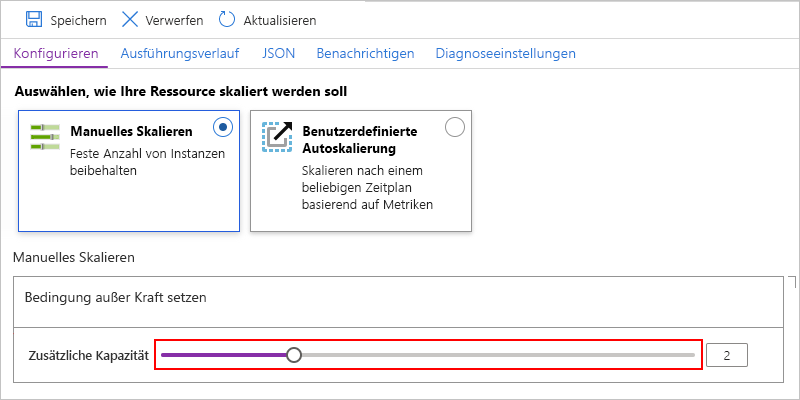 Speichern Verwerfen Aktualisieren
Konfigurieren Ausführungsverlauf JSON Benachrichtigen Diagnoseeinstellungen
Auswählen, wie Ihre Ressource skaliert werden soll
Manuelles Skalieren
Feste Anzahl von Instanzen
beibehalten
Benutzerdefinierte
Autoskalierung
Skalieren nach einem
beliebigen Zeitplan
basierend auf Metriken
Manuelles Skalieren
Bedingung außer Kraft setzen
Zusätzliche Kapazität 2